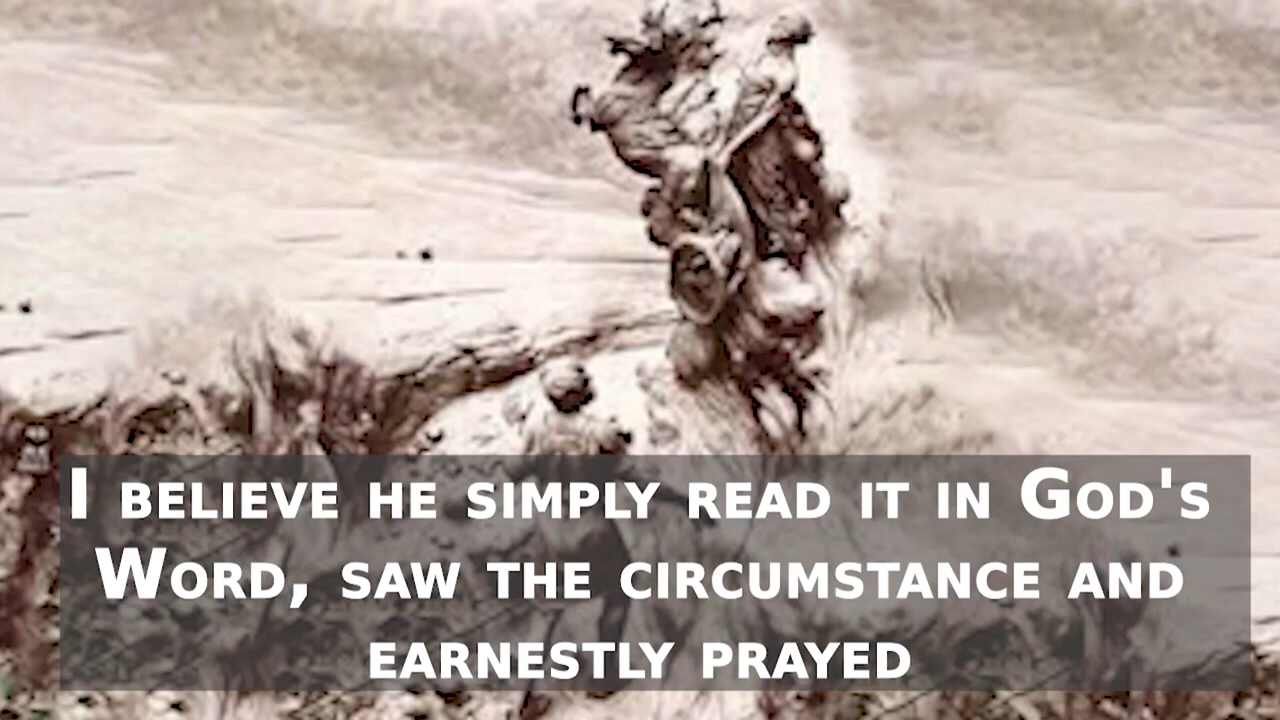 I believe he simply read it in God's
Word, saw the circumstance and
earnestly prayed